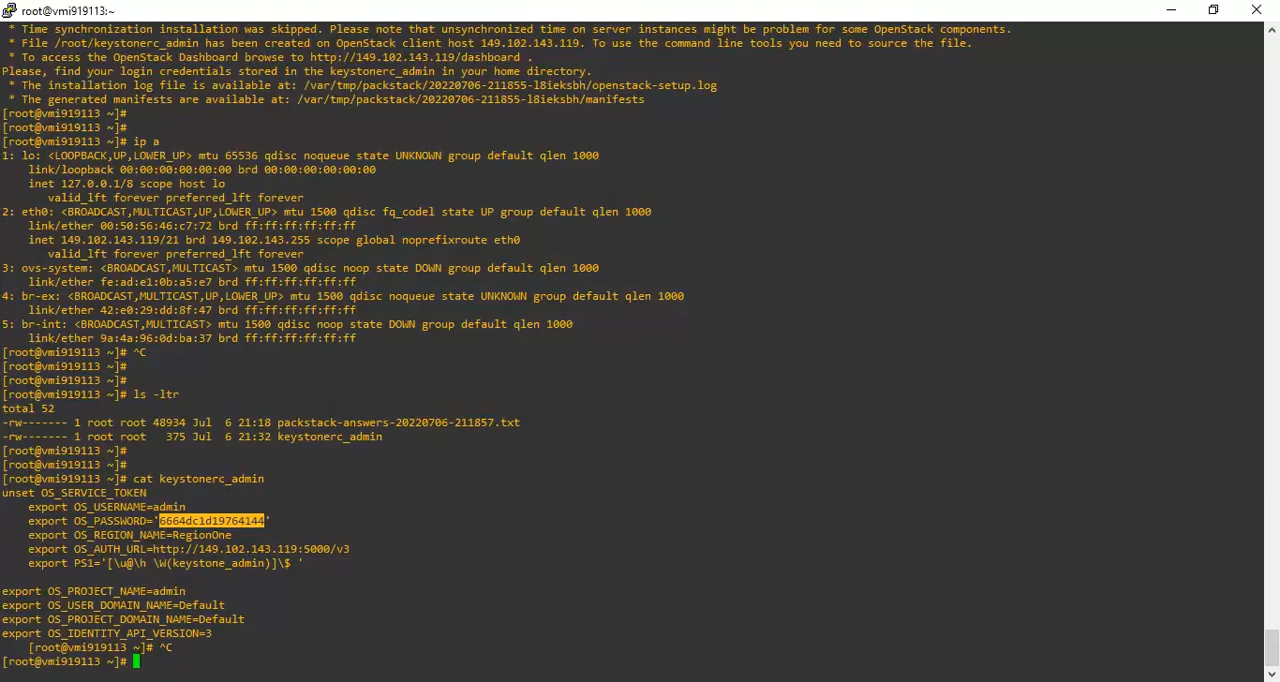 root@vmi919113:~
* Time synchronization installation was skipped. Please note that unsynchronized time on server instances might be problem for some OpenStack components.
* File /root/keystonerc_admin has been created on OpenStack client host 149.102.143.119. To use the command line tools you need to source the file.
* To access the OpenStack Dashboard browse to http://149.102.143.119/dashboard .
Please, find your login credentials stored in the keystonerc_admin in your home directory.
* The installation log file is available at: /var/tmp/packstack/20220706-211855-l8ieksbh/openstack-setup.log
* The generated manifests are available at: /var/tmp/packstack/20220706-211855-l8ieksbh/manifests
[root@vmi919113 ~]#
[root@vmi919113 ~]#
[root@vmi919113 ~]# ip a
1: lo: <LOOPBACK,UP,LOWER_UP> mtu 65536 qdisc noqueue state UNKNOWN group default qlen 1000
link/loopback 00:00:00:00:00:00 brd 00:00:00:00:00:00
inet 127.0.0.1/8 scope host lo
valid_lft forever preferred_lft forever
2: eth0: <BROADCAST,MULTICAST,UP,LOWER_UP> mtu 1500 qdisc fq_codel state UP group default qlen 1000
link/ether 00:50:56:46:c7:72 brd ff:ff:ff:ff:ff:ff
inet 149.102.143.119/21 brd 149.102.143.255 scope global noprefixroute eth0
valid_lft forever preferred_lft forever
3: ovs-system: <BROADCAST,MULTICAST> mtu 1500 qdisc noop state DOWN group default qlen 1000
link/ether fe:ad:e1:0b:a5:e7 brd ff:ff:ff:ff:ff:ff
4: br-ex: <BROADCAST,MULTICAST,UP,LOWER_UP> mtu 1500 qdisc noqueue state UNKNOWN group default qlen 1000
link/ether 42:e0:29:dd:8f:47 brd ff:ff:ff:ff:ff:ff
5: br-int: <BROADCAST,MULTICAST> mtu 1500 qdisc noop state DOWN group default qlen 1000
link/ether 9a:4a:96:0d:ba:37 brd ff:ff:ff:ff:ff:ff
[root@vmi919113 ~]# ^C
[root@vmi919113 ~]#
[root@vmi919113 ~]#
[root@vmi919113 ~]# ls -ltr
total 52
-rw------- 1 root root 48934 Jul  6 21:18 packstack-answers-20220706-211857.txt
-rw------- 1 root root   375 Jul  6 21:32 keystonerc_admin
[root@vmi919113 ~]#
[root@vmi919113 ~]#
[root@vmi919113 ~]# cat keystonerc_admin
unset OS_SERVICE_TOKEN
export OS_USERNAME=admin
export OS_PASSWORD='6664dc1d19764144'
export OS_REGION_NAME=RegionOne
export OS_AUTH_URL=http://149.102.143.119:5000/v3
export PS1='[\u@\h \W(keystone_admin)]\$ '
export OS_PROJECT_NAME=admin
export OS_USER_DOMAIN_NAME=Default
export OS_PROJECT_DOMAIN_NAME=Default
export OS_IDENTITY_API_VERSION=3
[root@vmi919113 ~]# ^C
[root@vmi919113 ~]#